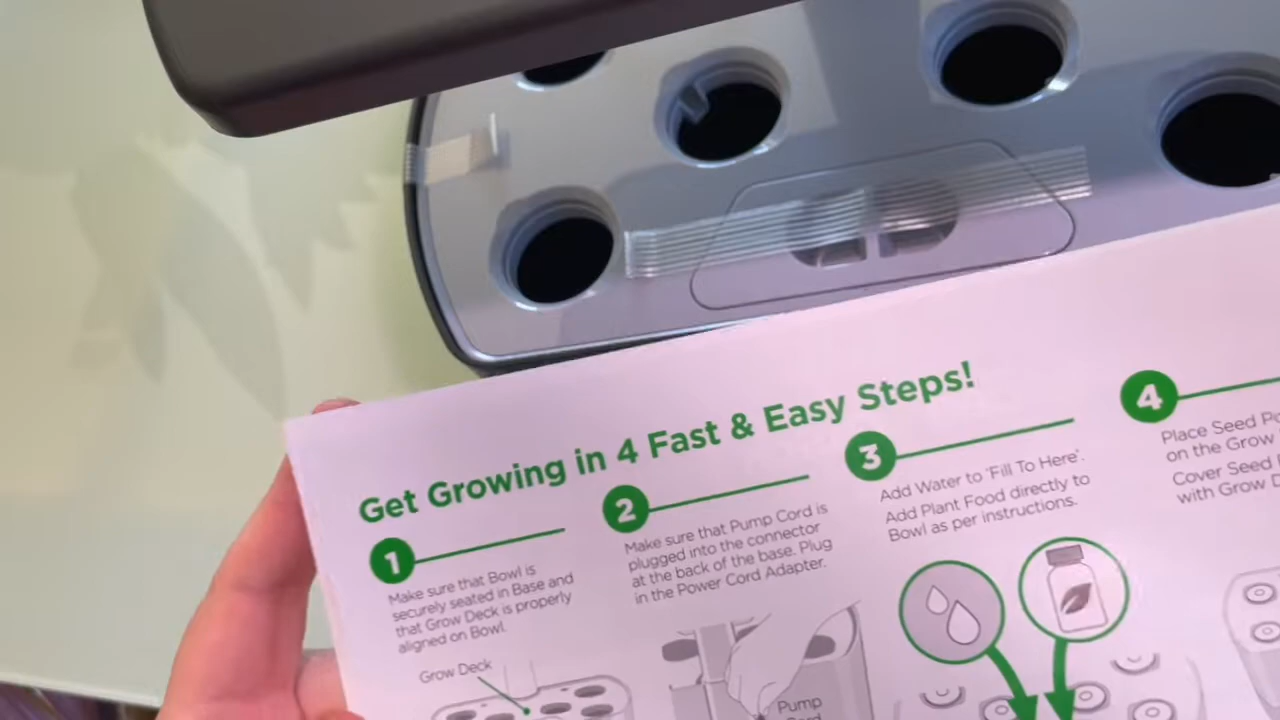 Get Growing in 4 Fast & Easy Steps!
1
Make sure that Bowl is
securely seated in Base and
that Grow Deck is properly
aligned on Bowl.
Grow Deck
2
Make sure that Pump Cord is
plugged into the connector
at the back of the base. Plug
in the Power Cord Adapter.
Pump
3
Add Water to 'Fill To Here'.
Add Plant Food directly to
Bowl as per instructions.
4
Place Seed
on the Grow
Cover Seed
with Grow